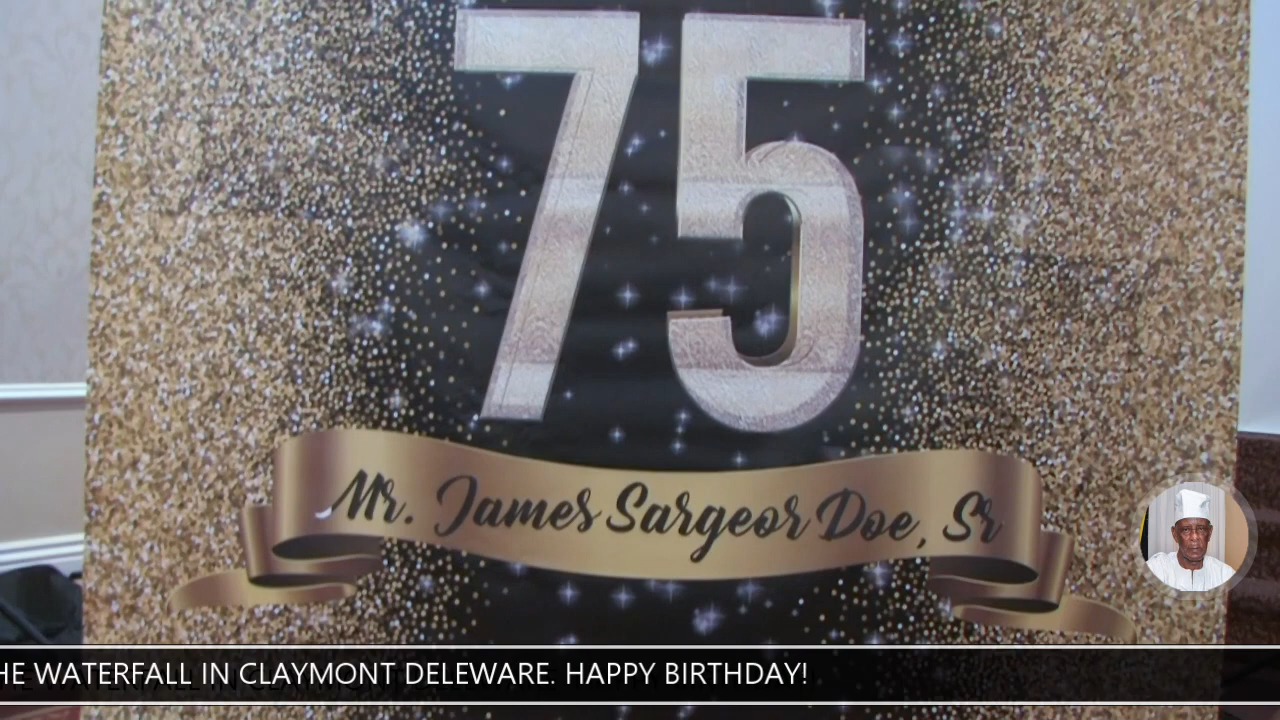 75
Mr. James Sargeor Doe, Sr
HE WATERFALL IN CLAYMONT DELEWARE. HAPPY BIRTHDAY!